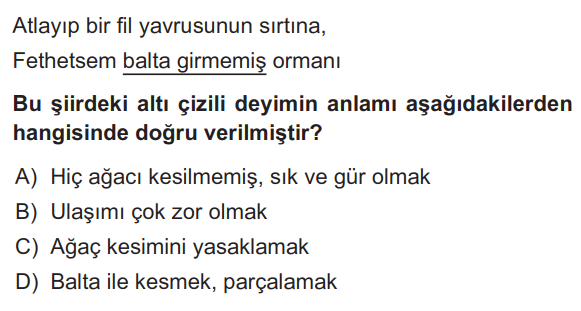 Atlayıp bir fil yavrusunun sırtına,
Fethetsem balta girmemiş ormanı
Bu şiirdeki altı çizili deyimin anlamı aşağıdakilerden
hangisinde doğru verilmiştir?
A) Hiç ağacı kesilmemiş, sık ve gür olmak
B) Ulaşımı çok zor olmak
C) Ağaç kesimini yasaklamak
D) Balta ile kesmek, parçalamak